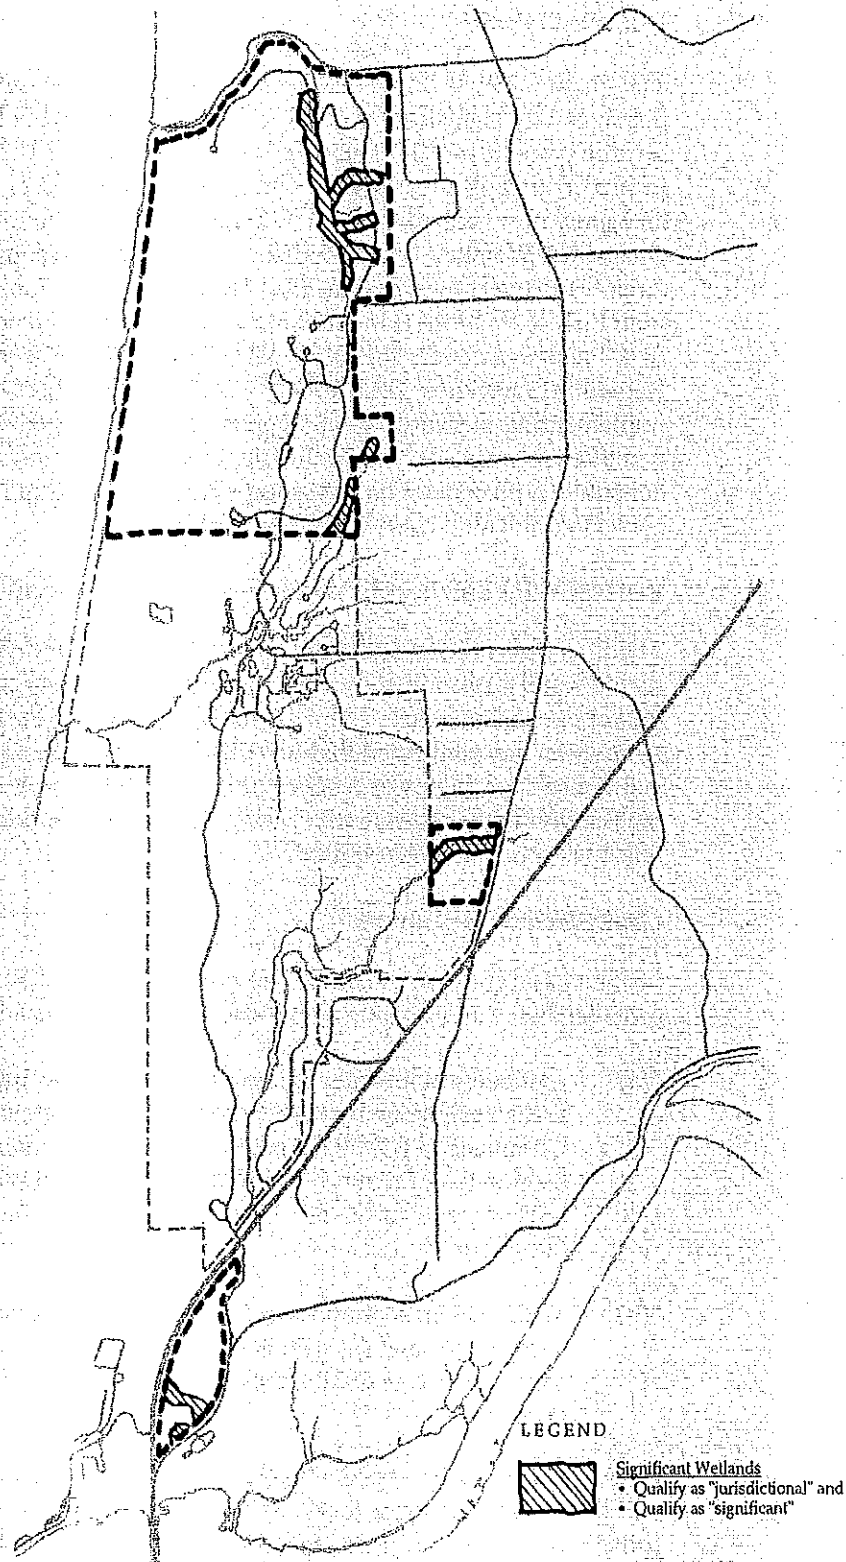 LEGEND
Significant Wetlands
• Qualify as "jurisdictional" and
• Qualify as "significant"